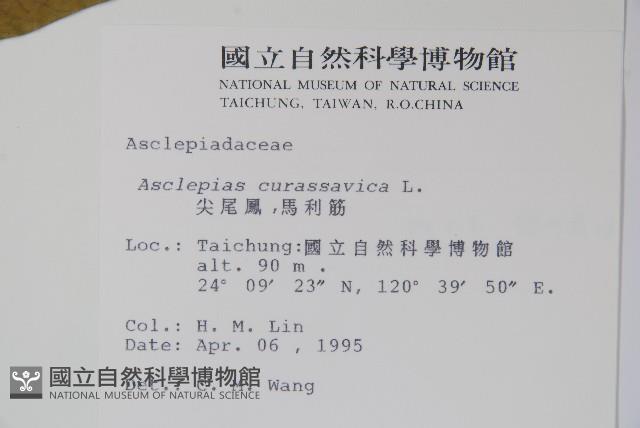 國立自然科學博物館
NATIONAL MUSEUM OF NATURAL SCIENCE
TAICHUNG, TAIWAN, R.O.CHINA
Asclepiadaceae
Asclepias curassavica L.
尖尾鳳,馬利筋
Loc.: Taichung:國立自然科學博物館
alt. 90 m .
24° 09′ 23″ N, 120° 39′ 50″ E.
Col.: H. M. Lin
Date: Apr. 06 , 1995
Det.: C. M. Wang
國立自然科學博物館
NATIONAL MUSEUM OF NATURAL SCIENCE